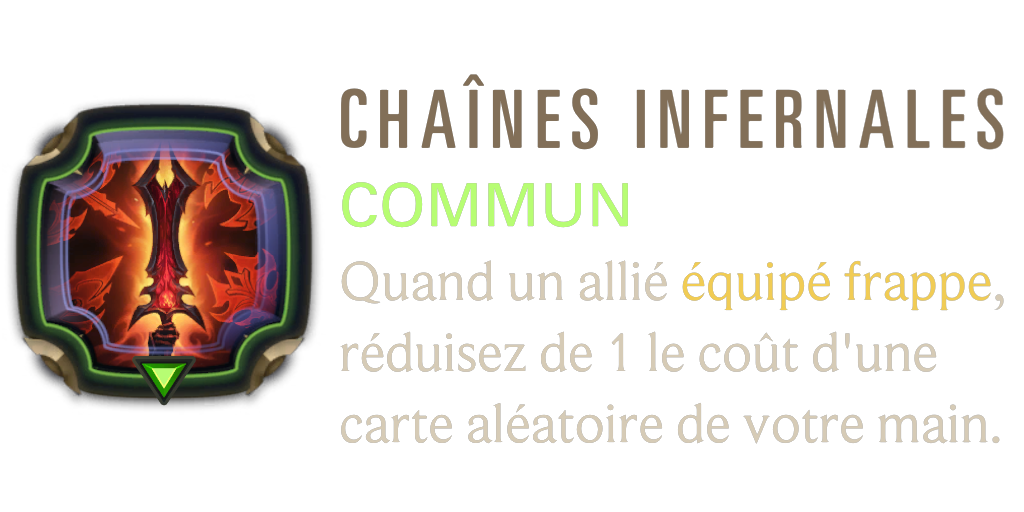 CHAÎNES INFERNALES
COMMUN
Quand un allié équipé frappe,
réduisez de 1 le coût d'une
carte aléatoire de votre main.